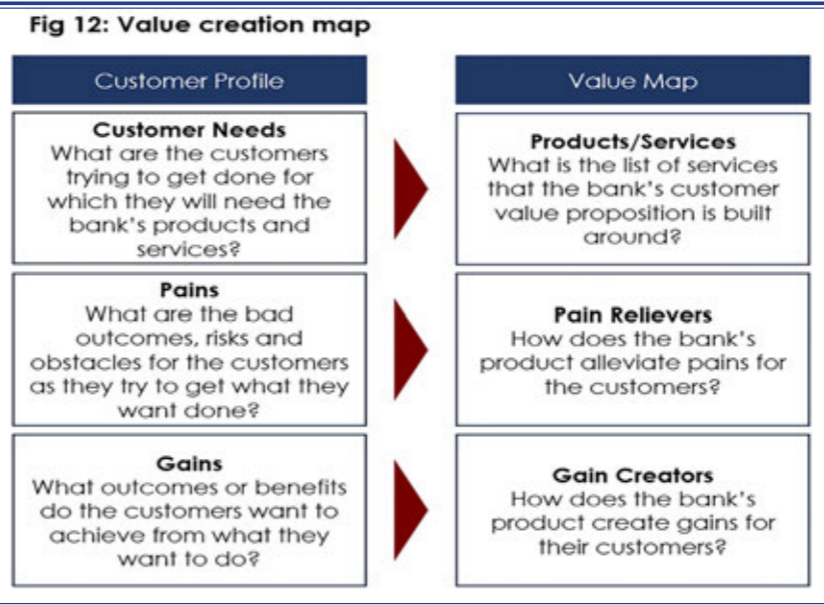 Fig 12: Value creation map
Customer Profile
Value Map
Customer Needs
What are the customers
trying to get done for
which they will need the
bank's products and
services?
Products/Services
What is the list of services
that the bank's customer
value proposition is built
around?
Pains
What are the bad
outcomes, risks and
obstacles for the customers
as they try to get what they
want done?
Pain Relievers
How does the bank's
product alleviate pains for
the customers?
Gains
What outcomes or benefits
do the customers want to
achieve from what they
want to do?
Gain Creators
How does the bank's
product create gains for
their customers?